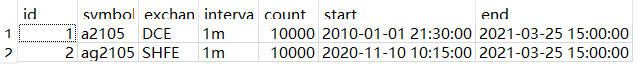 id symbol exchan interva count start end
1 1 a2105 DCE 1m 10000 2010-01-01 21:30:00 2021-03-25 15:00:00
2 2 ag2105 SHFE 1m 10000 2020-11-10 10:15:00 2021-03-25 15:00:00